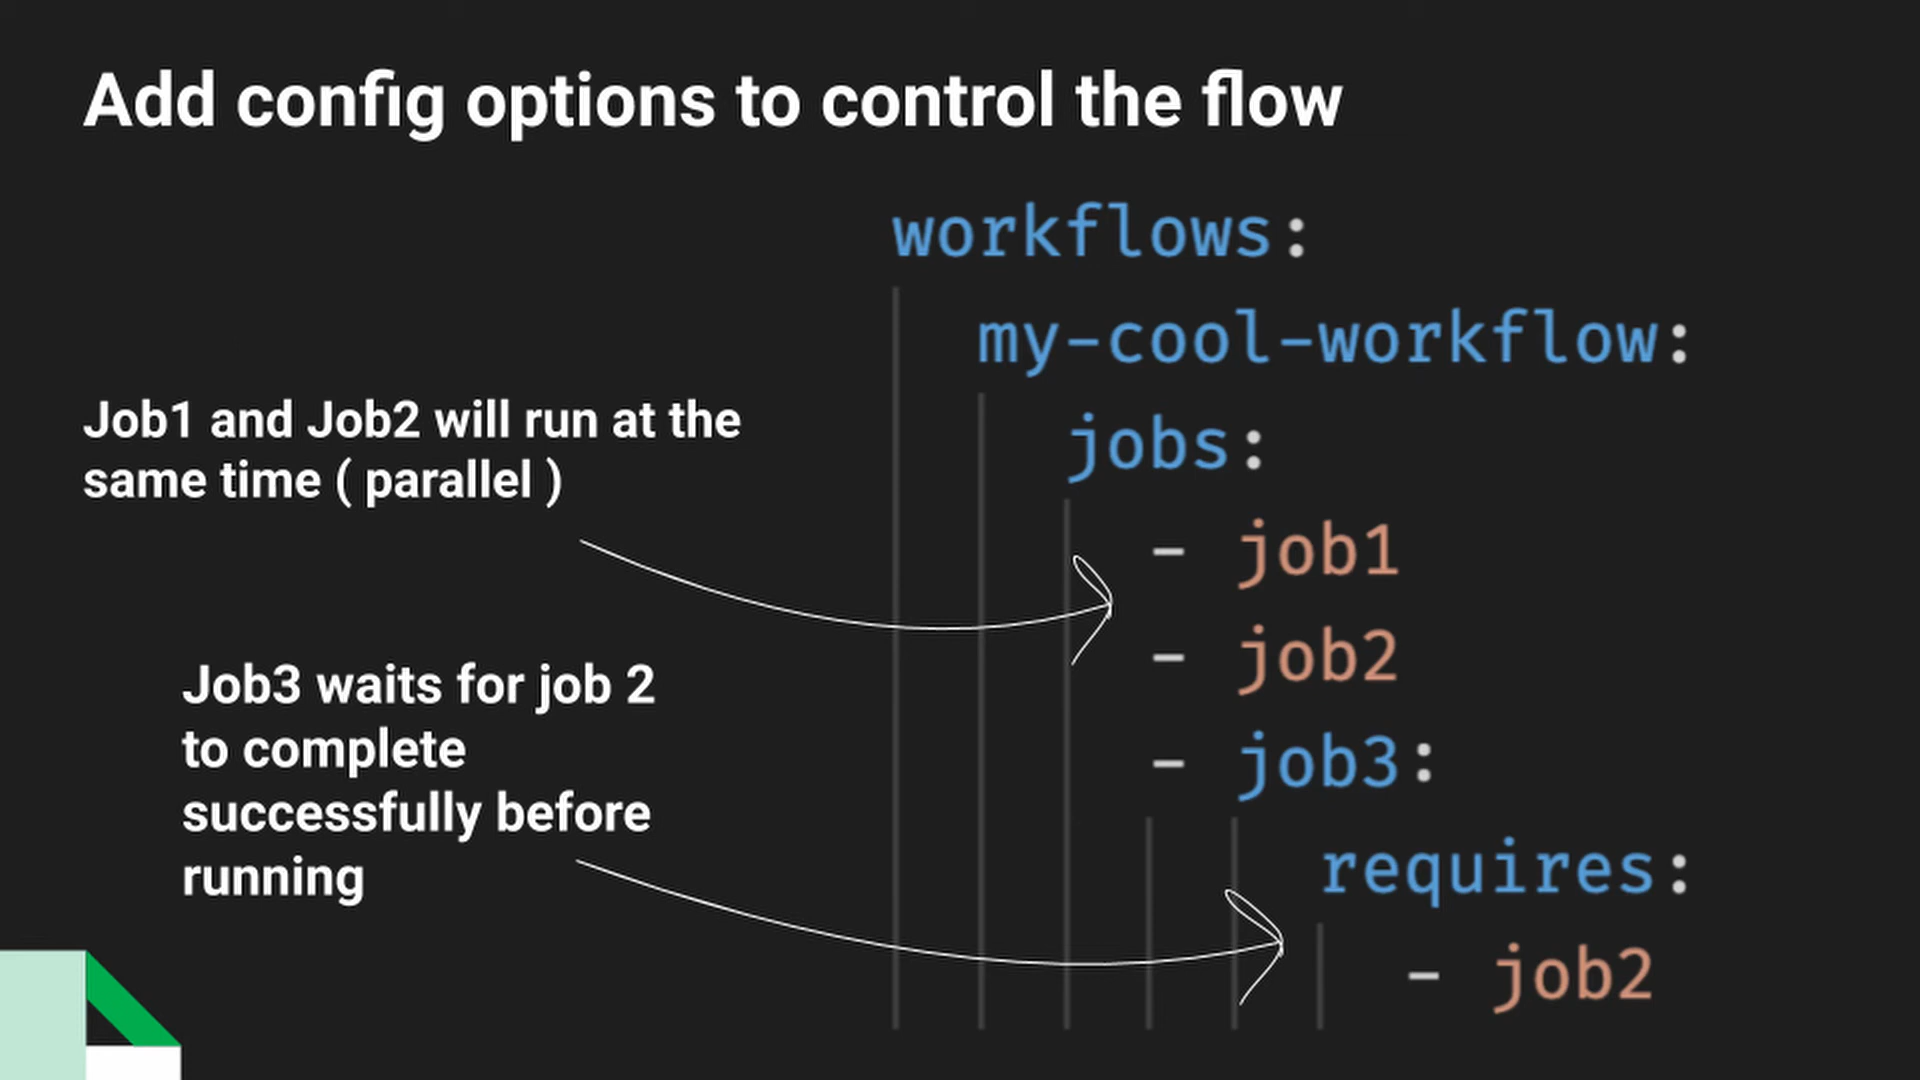 Add config options to control the flow
workflows:
my-cool-workflow:
jobs:
- job1
- job2
- job3:
requires:
- job2
Job1 and Job2 will run at the
same time ( parallel )
Job3 waits for job 2
to complete
successfully before
running